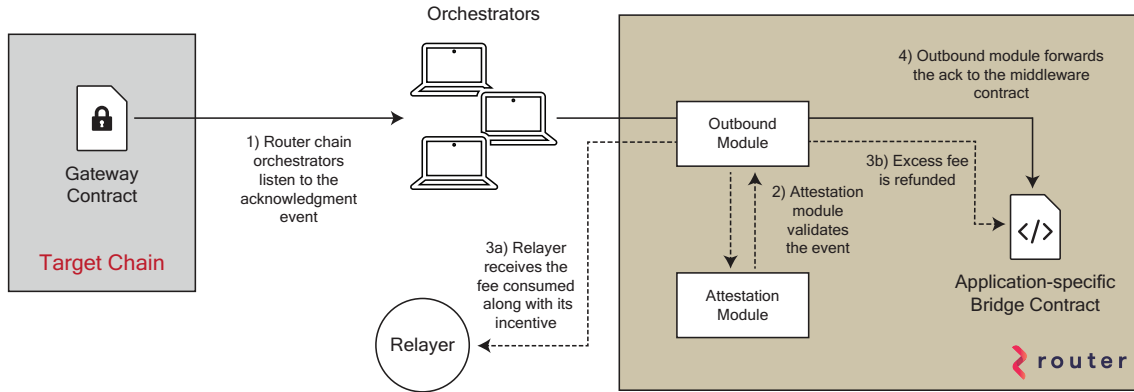 Orchestrators
Gateway
Contract
Target Chain
1) Router chain
orchestrators
listen to the
acknowledgment
event
3a) Relayer
receives the
fee consumed
along with its
incentive
Relayer
Outbound
Module
2) Attestation
module
validates
the event
Attestation
Module
4) Outbound module forwards
the ack to the middleware
contract
3b) Excess fee
is refunded
</>
Application-specific
Bridge Contract
router